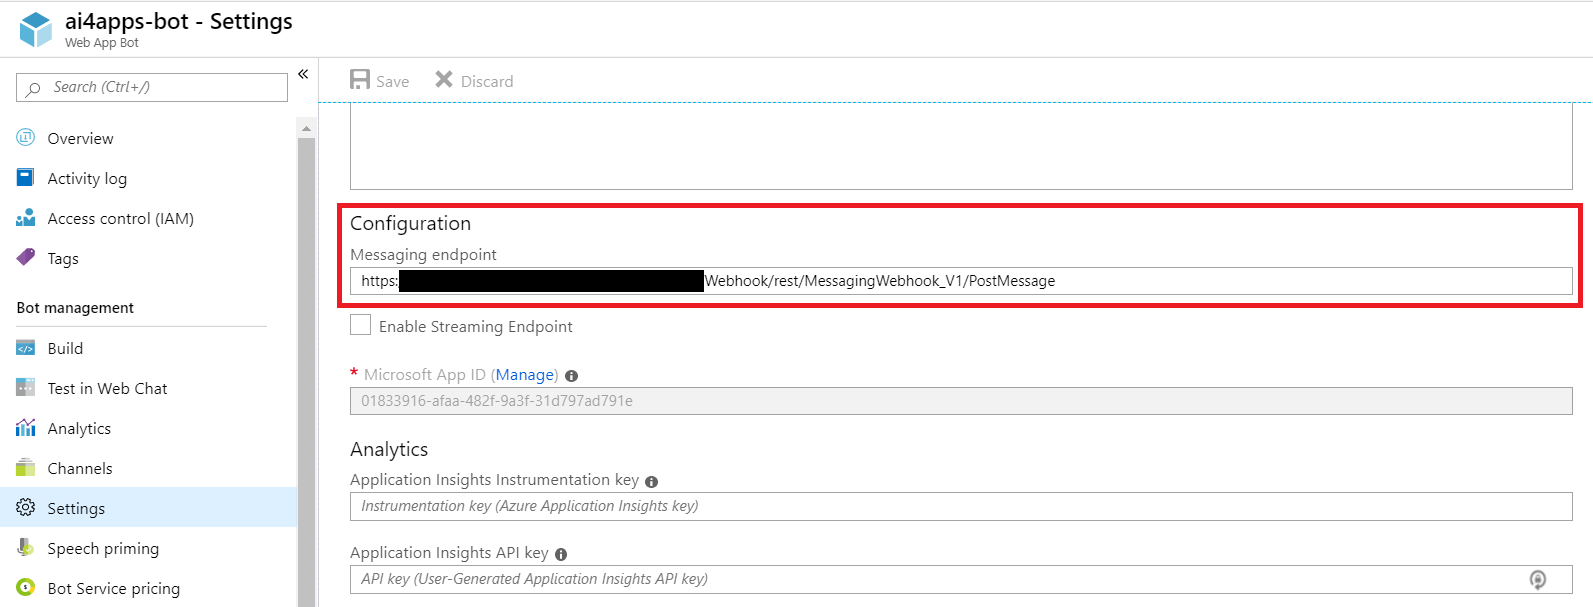 ai4apps-bot - Settings
Web App Bot
Search (Ctrl+/)
«
Overview
Activity log
Access control (IAM)
Tags
Bot management
Build
Test in Web Chat
Analytics
Channels
Settings
Speech priming
Bot Service pricing
Save
Discard
Configuration
Messaging endpoint
https: Webhook/rest/MessagingWebhook_V1/PostMessage
Enable Streaming Endpoint
* Microsoft App ID (Manage)
01833916-afaa-482f-9a3f-31d797ad791e
Analytics
Application Insights Instrumentation key
Instrumentation key (Azure Application Insights key)
Application Insights API key
API key (User-Generated Application Insights API key)